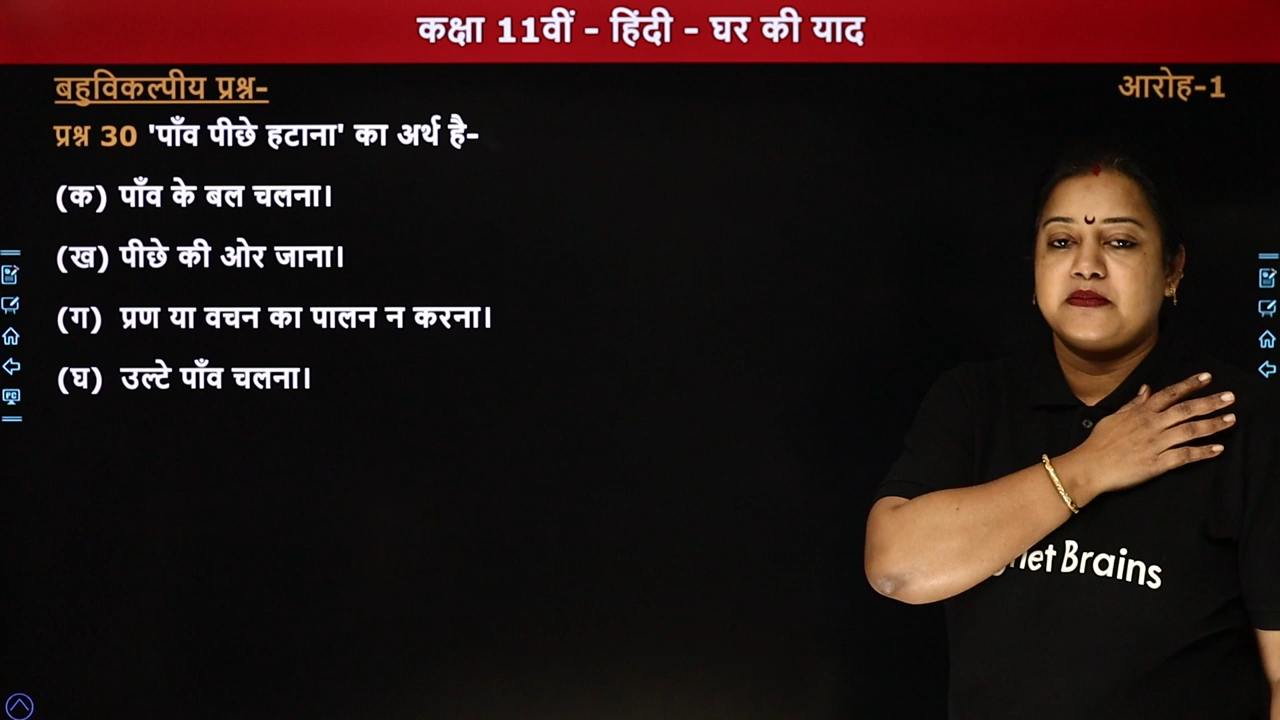 कक्षा 11वीं - हिंदी - घर की याद
बहुविकल्पीय प्रश्न-
आरोह-1
प्रश्न 30 'पाँव पीछे हटाना' का अर्थ है-
(क) पाँव के बल चलना।
(ख) पीछे की ओर जाना।
(ग) प्रण या वचन का पालन न करना।
(घ) उल्टे पाँव चलना।
Brains